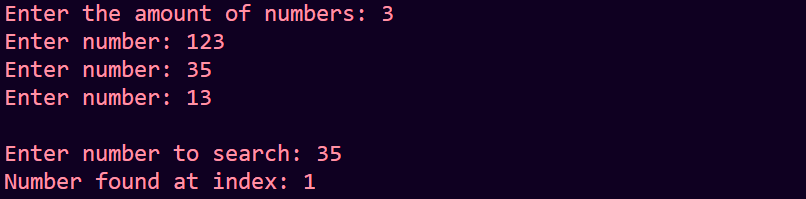 Enter the amount of numbers: 3
Enter number: 123
Enter number: 35
Enter number: 13
Enter number to search: 35
Number found at index: 1